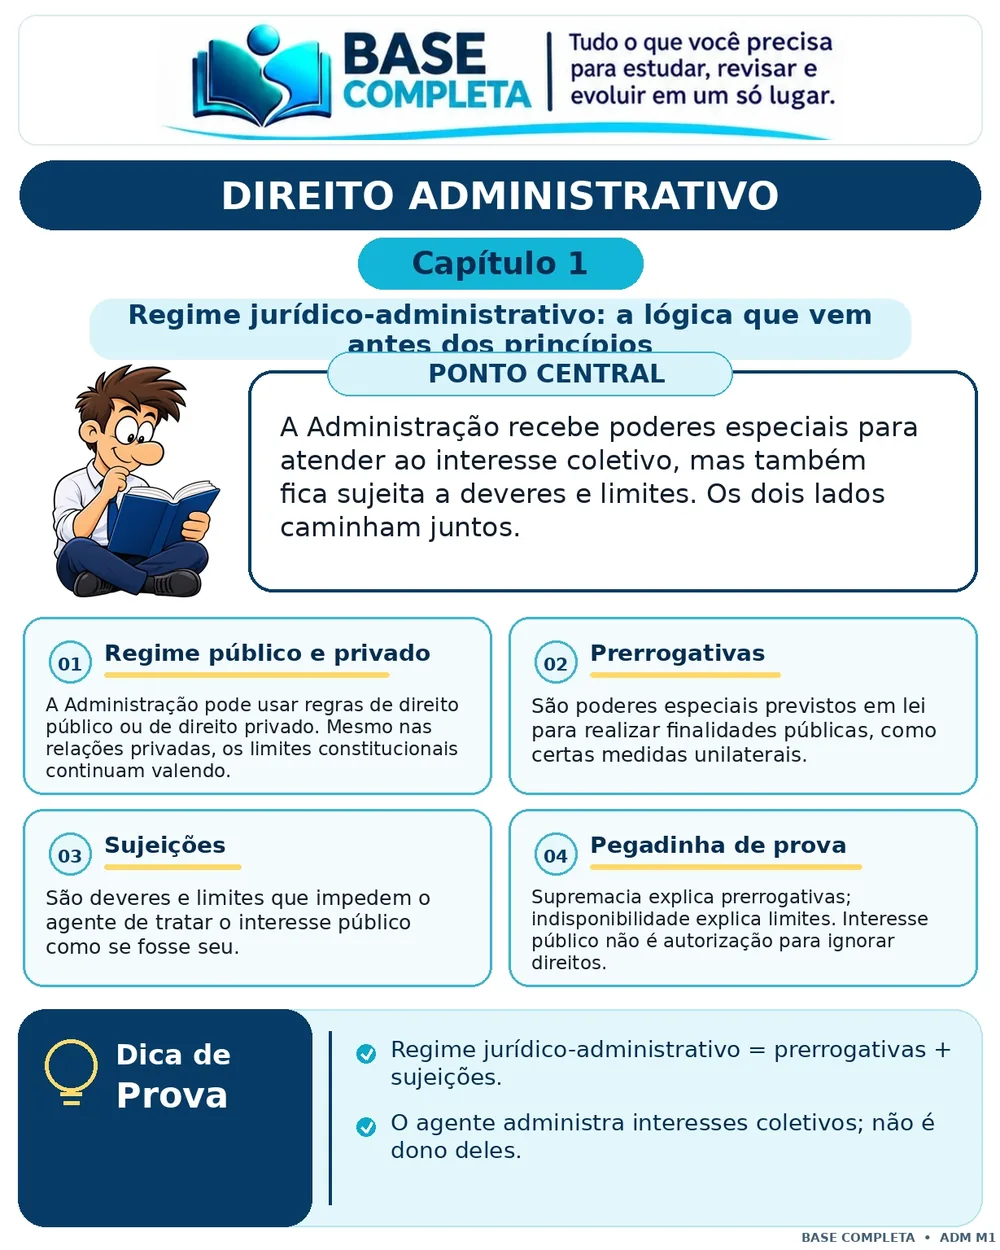 BASE
COMPLETA
Tudo o que você precisa
para estudar, revisar e
evoluir em um só lugar.
DIREITO ADMINISTRATIVO
Capítulo 1
Regime jurídico-administrativo: a lógica que vem
antes dos princípios
PONTO CENTRAL
A Administração recebe poderes especiais para
atender ao interesse coletivo, mas também
fica sujeita a deveres e limites. Os dois lados
caminham juntos.
01 Regime público e privado
A Administração pode usar regras de direito
público ou de direito privado. Mesmo nas
relações privadas, os limites constitucionais
continuam valendo.
02 Prerrogativas
São poderes especiais previstos em lei
para realizar finalidades públicas, como
certas medidas unilaterais.
03 Sujeições
São deveres e limites que impedem o
agente de tratar o interesse público
como se fosse seu.
04 Pegadinha de prova
Supremacia explica prerrogativas;
indisponibilidade explica limites. Interesse
público não é autorização para ignorar
direitos.
Dica de
Prova
Regime jurídico-administrativo = prerrogativas +
sujeições.
O agente administra interesses coletivos; não é
dono deles.
BASE COMPLETA • ADM M1